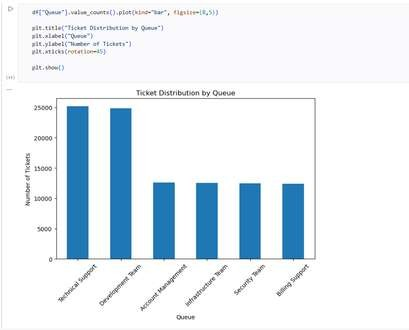 df["Queue"].value_counts().plot(kind="bar", figsize=(8,5))
plt.title("Ticket Distribution by Queue")
plt.xlabel("Queue")
plt.ylabel("Number of Tickets")
plt.xticks(rotation=45)
plt.show()
Ticket Distribution by Queue
25000
20000
15000
10000
5000
0
Number of Tickets
Technical Support
Development Team
Account Management
Infrastructure Team
Security Team
Billing Support
Queue